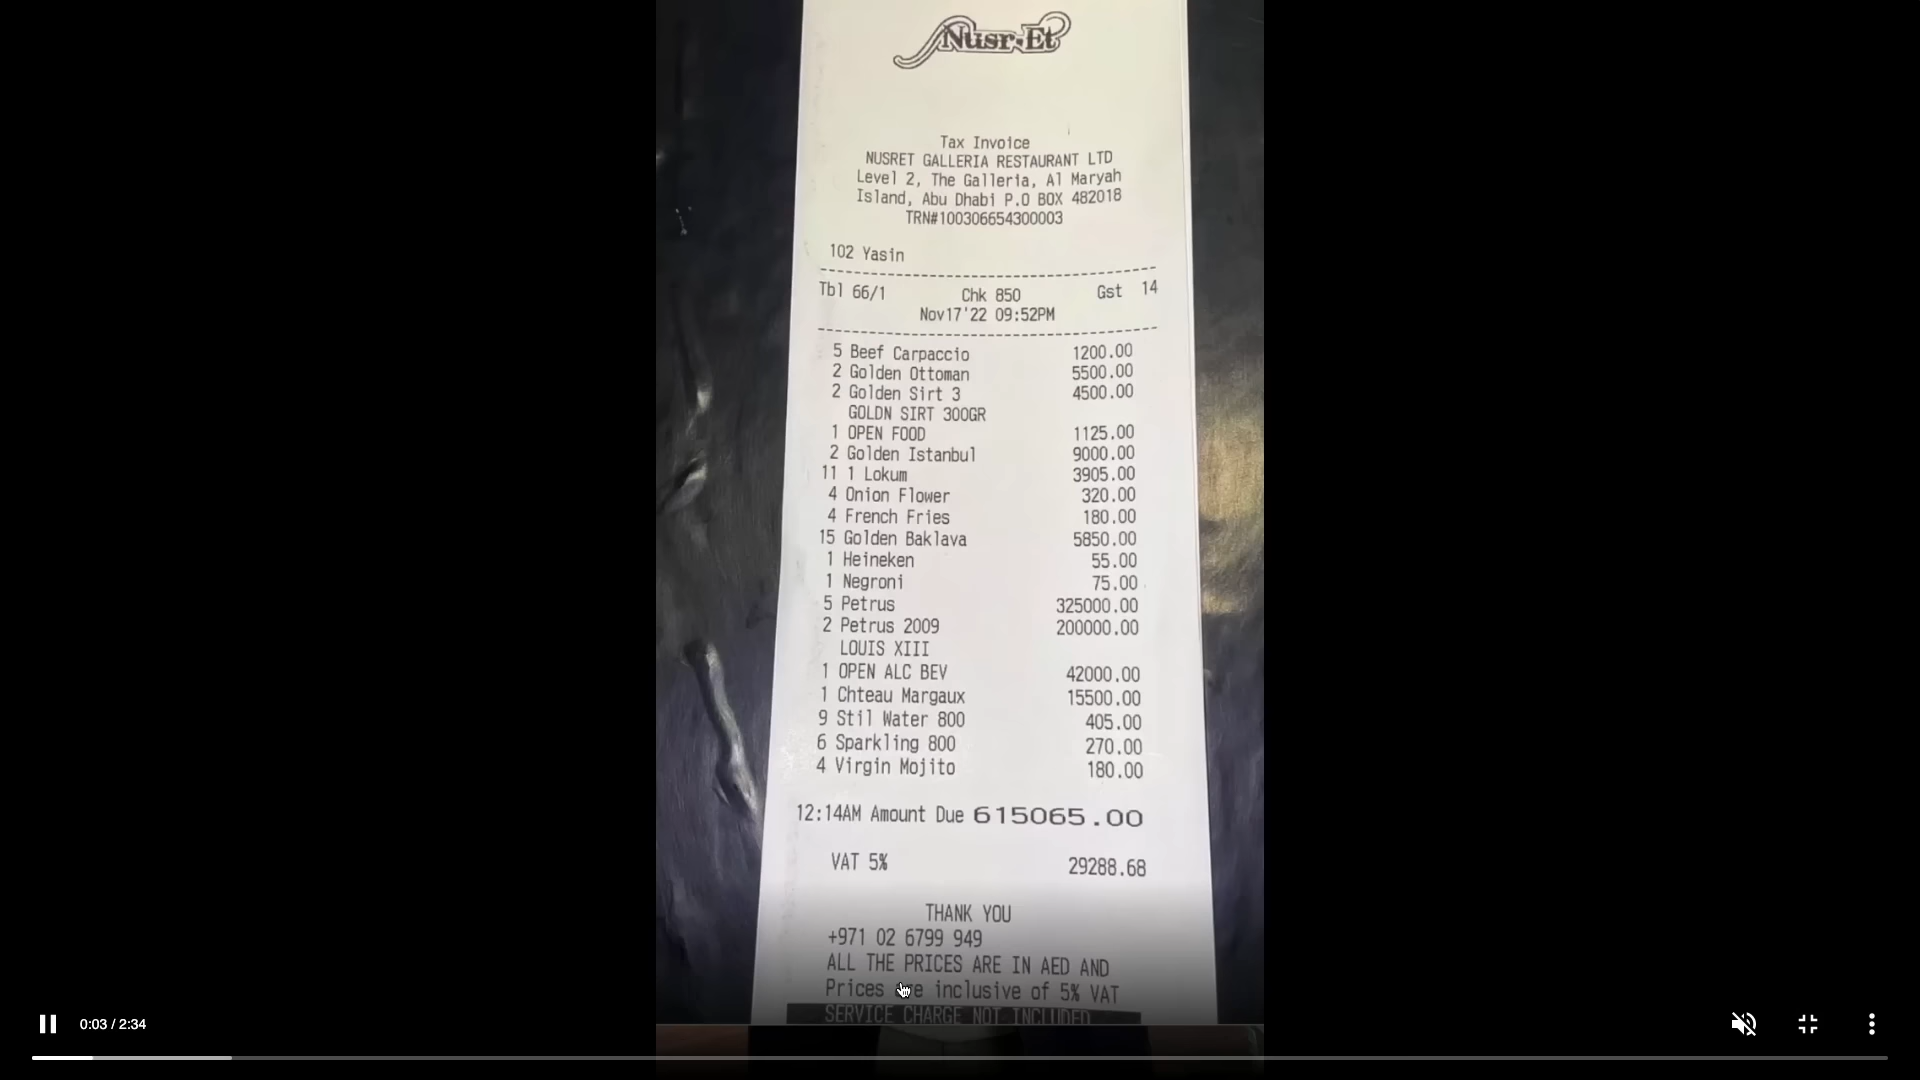 Nusr-Et
Tax Invoice
NUSRET GALLERIA RESTAURANT LTD
Level 2, The Galleria, Al Maryah
Island, Abu Dhabi P.O BOX 482018
TRN#100306654300003
102 Yasin
Tbl 66/1 Chk 850 Gst 14
Nov17'22 09:52PM
5 Beef Carpaccio 1200.00
2 Golden Ottoman 5500.00
2 Golden Sirt 3 4500.00
GOLDN SIRT 300GR
1 OPEN FOOD 1125.00
2 Golden Istanbul 9000.00
11 1 Lokum 3905.00
4 Onion Flower 320.00
4 French Fries 180.00
15 Golden Baklava 5850.00
1 Heineken 55.00
1 Negroni 75.00
5 Petrus 325000.00
2 Petrus 2009 200000.00
LOUIS XIII
1 OPEN ALC BEV 42000.00
1 Chteau Margaux 15500.00
9 Stil Water 800 405.00
6 Sparkling 800 270.00
4 Virgin Mojito 180.00
12:14AM Amount Due 615065.00
VAT 5% 29288.68
THANK YOU
+971 02 6799 949
ALL THE PRICES ARE IN AED AND
Prices are inclusive of 5% VAT
SERVICE CHARGE NOT INCLUDED
0:03 / 2:34